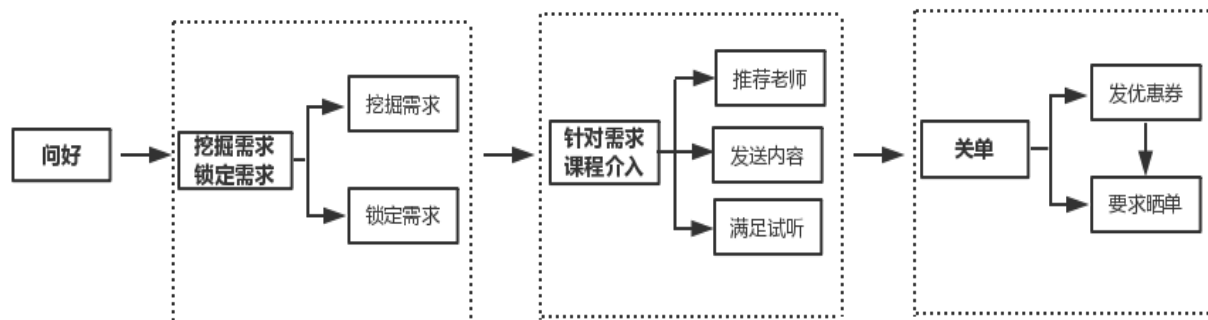 问好
挖掘需求
锁定需求
挖掘需求
锁定需求
针对需求
课程介入
推荐老师
发送内容
满足试听
关单
发优惠券
要求晒单